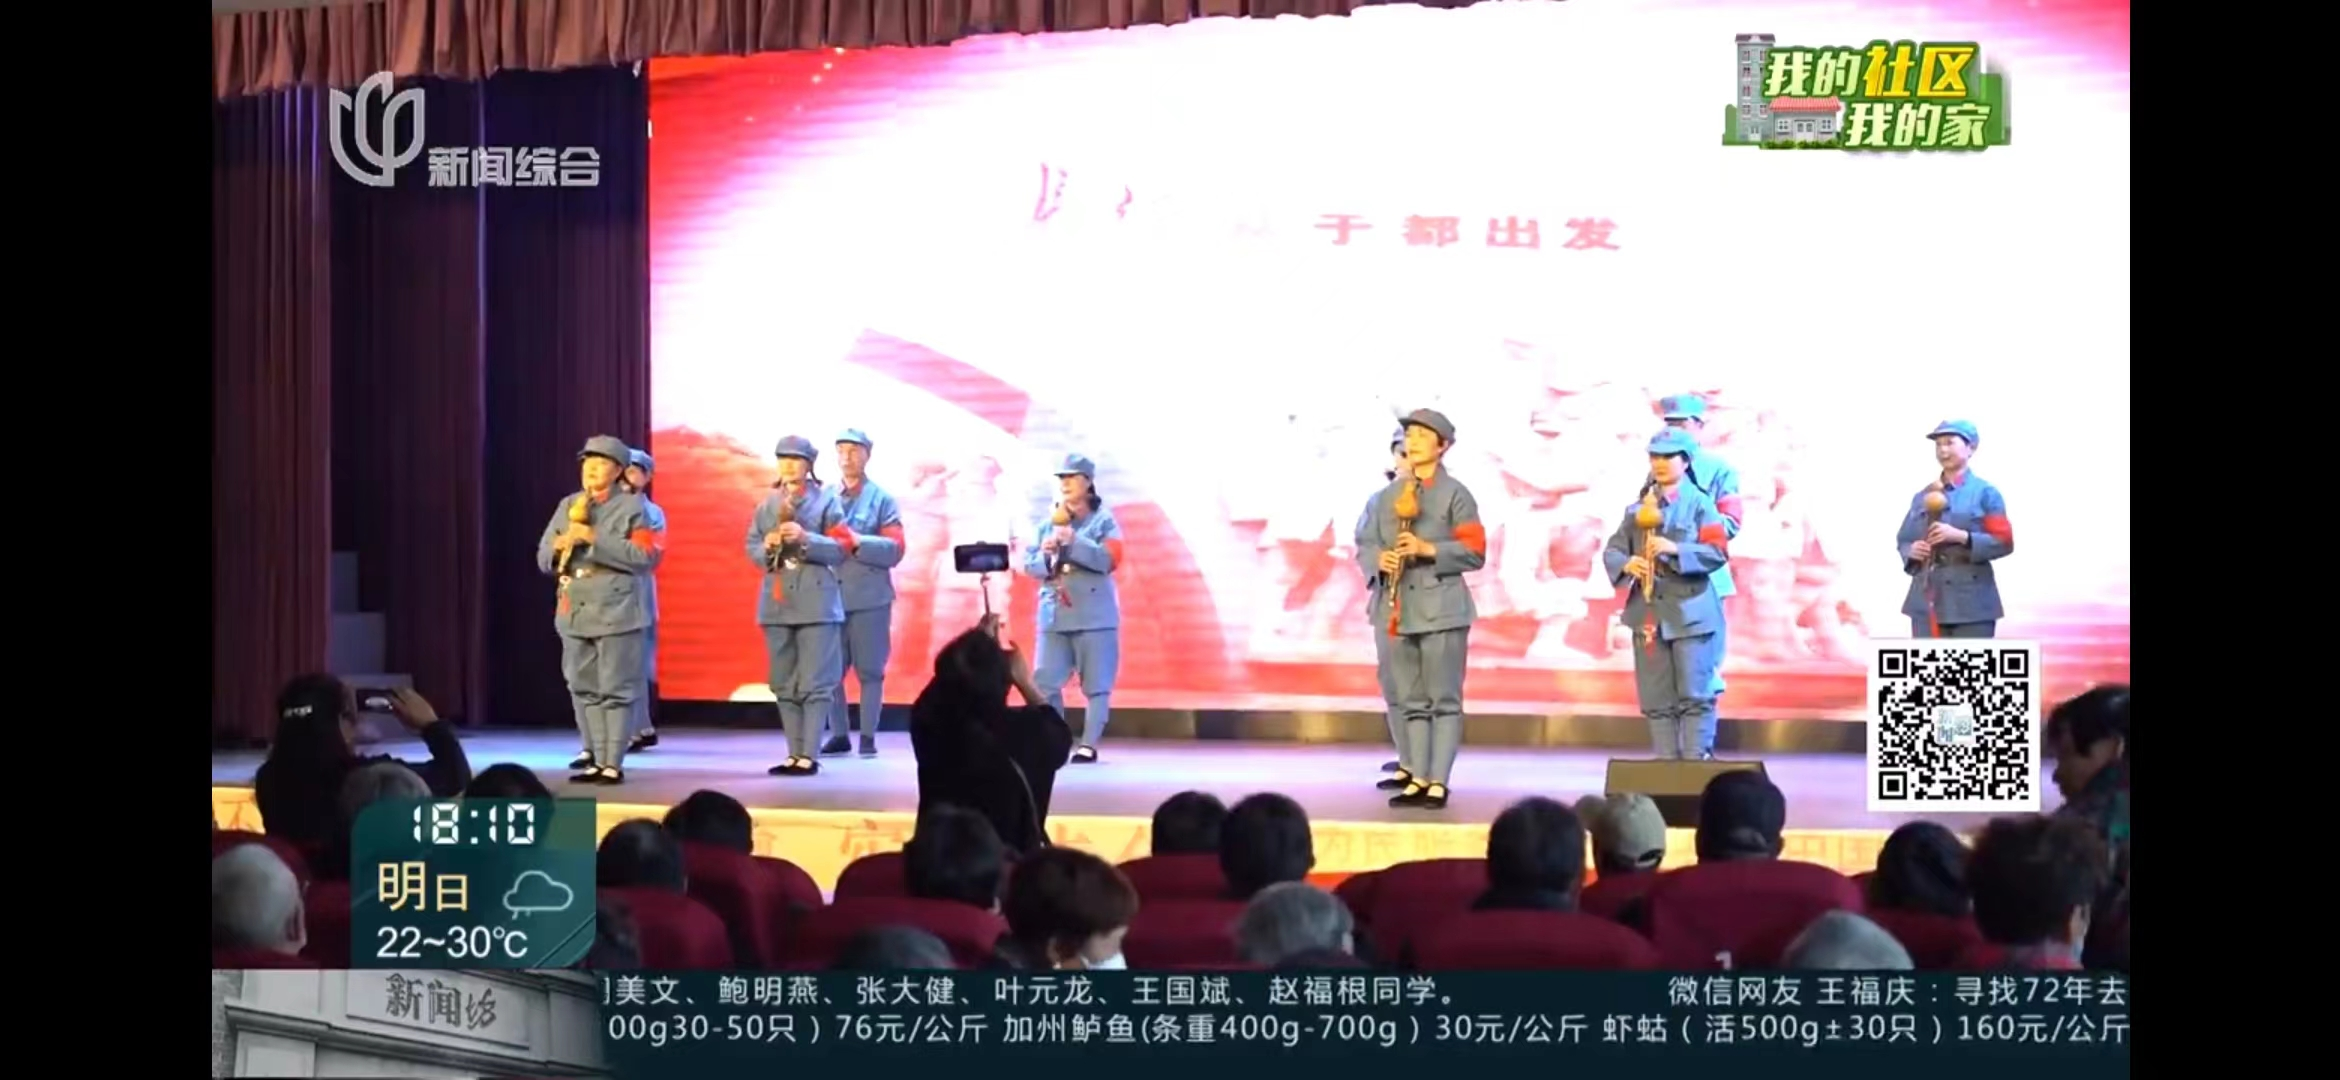 我的社区
我的家
新闻综合
于都出发
18:10
明日
22~30℃
新闻坊
美文、鲍明燕、张大健、叶元龙、王国斌、赵福根同学。 微信网友 王福庆：寻找72年去
00g30-50只）76元/公斤 加州鲈鱼(条重400g-700g）30元/公斤 虾蛄（活500g±30只）160元/公斤